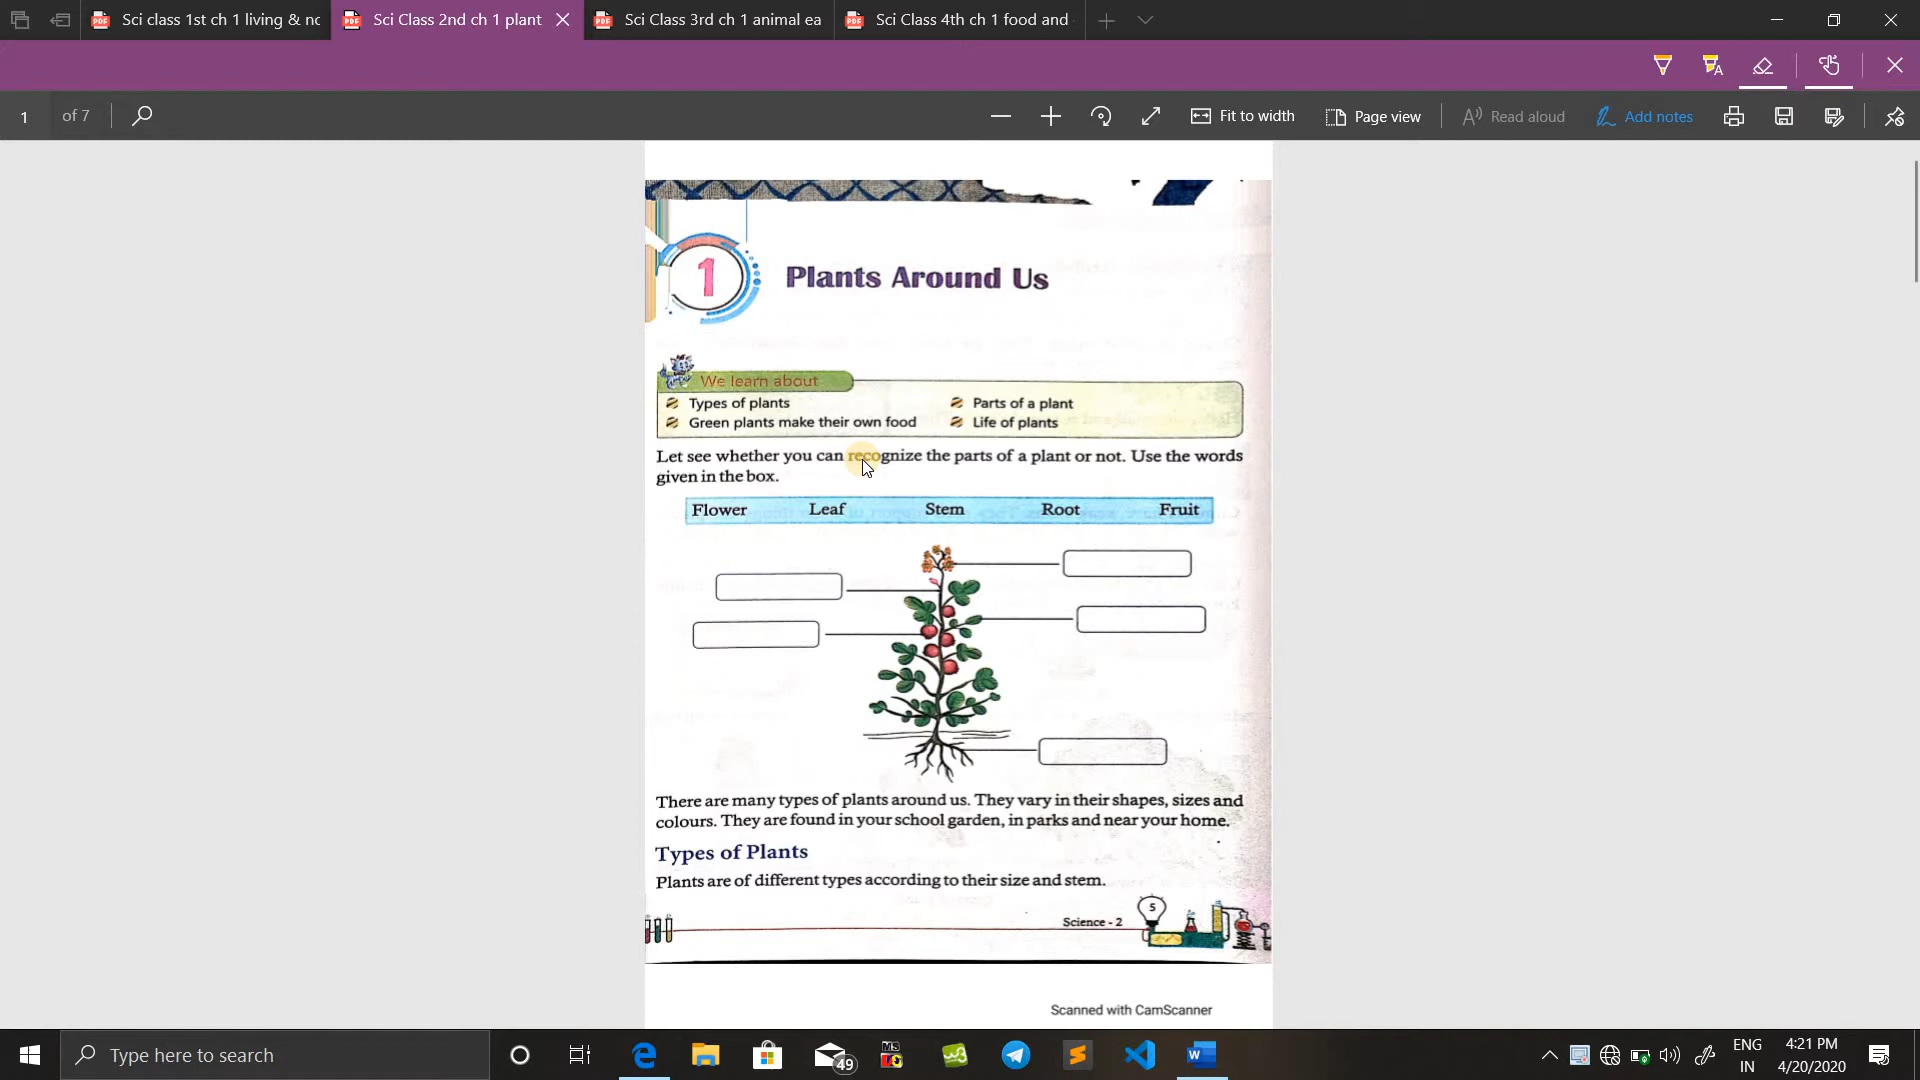 Sci class 1st ch 1 living & nc
Sci Class 2nd ch 1 plant
Sci Class 3rd ch 1 animal ea
Sci Class 4th ch 1 food and
1 of 7
Fit to width
Page view
Read aloud
Add notes
1
Plants Around Us
We learn about
Types of plants
Parts of a plant
Green plants make their own food
Life of plants
Let see whether you can recognize the parts of a plant or not. Use the words
given in the box.
Flower Leaf Stem Root Fruit
There are many types of plants around us. They vary in their shapes, sizes and
colours. They are found in your school garden, in parks and near your home.
Types of Plants
Plants are of different types according to their size and stem.
Science - 2
5
Scanned with CamScanner
Type here to search
49
ENG
IN
4:21 PM
4/20/2020